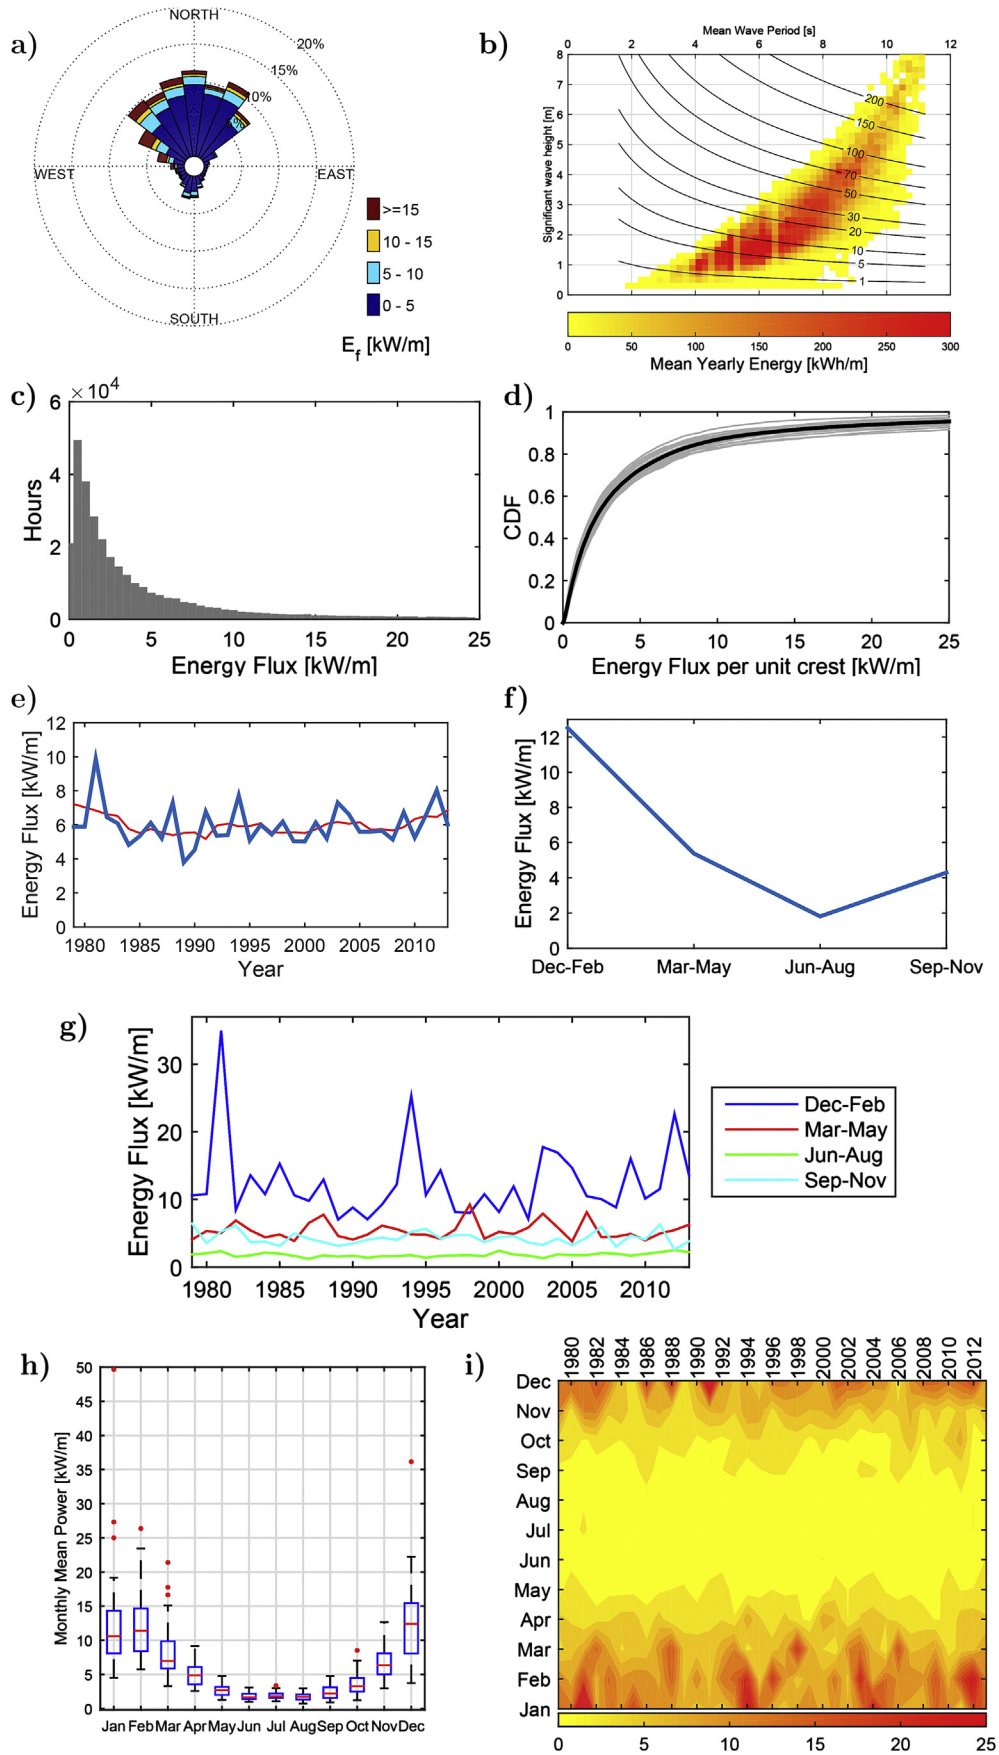 a)
NORTH
20%
15%
10%
WEST
EAST
SOUTH
>=15
10 - 15
5 - 10
0 - 5
E_f [kW/m]
b)
Mean Wave Period [s]
0 2 4 6 8 10 12
Significant wave height [m]
8
7
6
5
4
3
2
1
0
200
150
100
70
50
30
20
10
5
1
0 50 100 150 200 250 300
Mean Yearly Energy [kWh/m]
c)
×10^4
Hours
6
4
2
0
0 5 10 15 20 25
Energy Flux [kW/m]
d)
CDF
1
0.8
0.6
0.4
0.2
0
0 5 10 15 20 25
Energy Flux per unit crest [kW/m]
e)
Energy Flux [kW/m]
12
10
8
6
4
2
0
1980 1985 1990 1995 2000 2005 2010
Year
f)
Energy Flux [kW/m]
12
10
8
6
4
2
0
Dec-Feb Mar-May Jun-Aug Sep-Nov
g)
Energy Flux [kW/m]
30
20
10
0
1980 1985 1990 1995 2000 2005 2010
Year
Dec-Feb
Mar-May
Jun-Aug
Sep-Nov
h)
Monthly Mean Power [kW/m]
50
45
40
35
30
25
20
15
10
5
0
Jan Feb Mar Apr May Jun Jul Aug Sep Oct Nov Dec
i)
1980 1982 1984 1986 1988 1990 1992 1994 1996 1998 2000 2002 2004 2006 2008 2010 2012
Dec
Nov
Oct
Sep
Aug
Jul
Jun
May
Apr
Mar
Feb
Jan
0 5 10 15 20 25